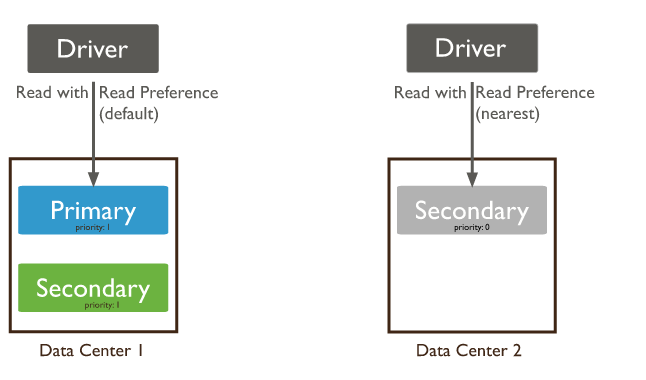 Driver
Read with Read Preference
(default)
Primary
priority: 1
Secondary
priority: 1
Data Center 1
Driver
Read with Read Preference
(nearest)
Secondary
priority: 0
Data Center 2